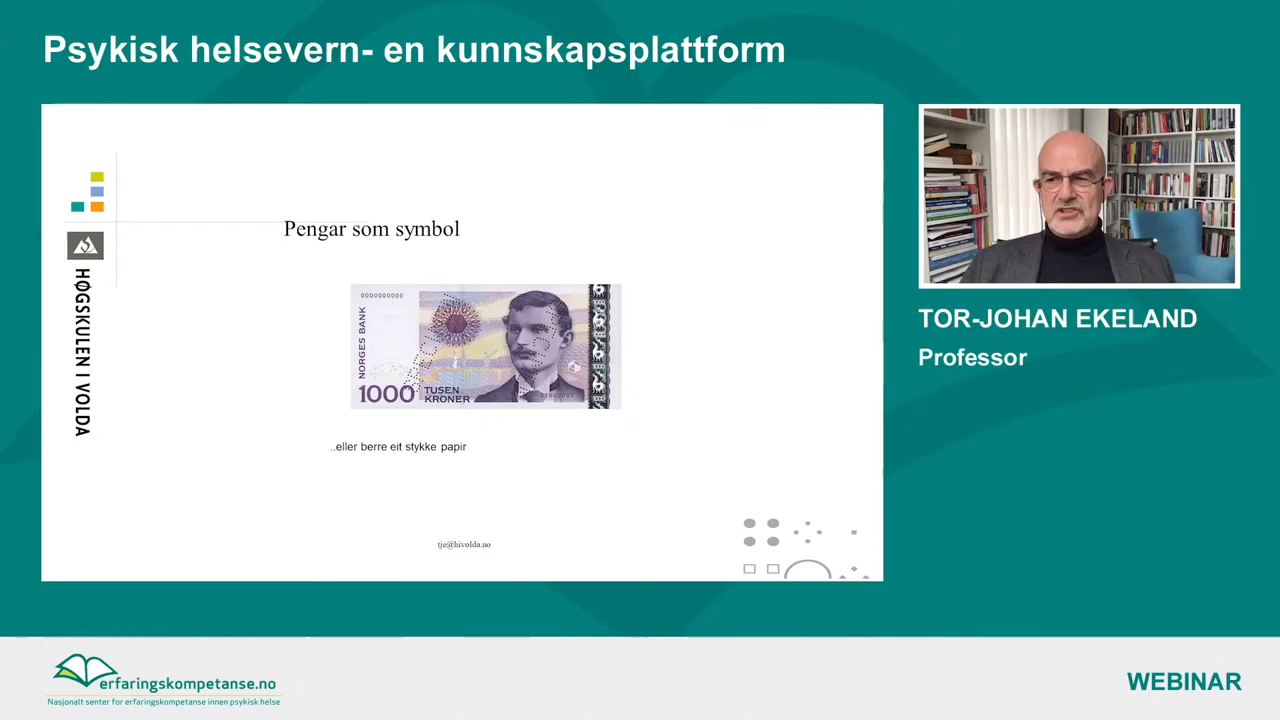 Psykisk helsevern- en kunnskapsplattform
HØGSKULEN I VOLDA
Pengar som symbol
0000000000
NORGES BANK
1000 TUSEN
KRONER
1000
..eller berre eit stykke papir
tje@hivolda.no
TOR-JOHAN EKELAND
Professor
erfaringskompetanse.no
Nasjonalt senter for erfaringskompetanse innen psykisk helse
WEBINAR